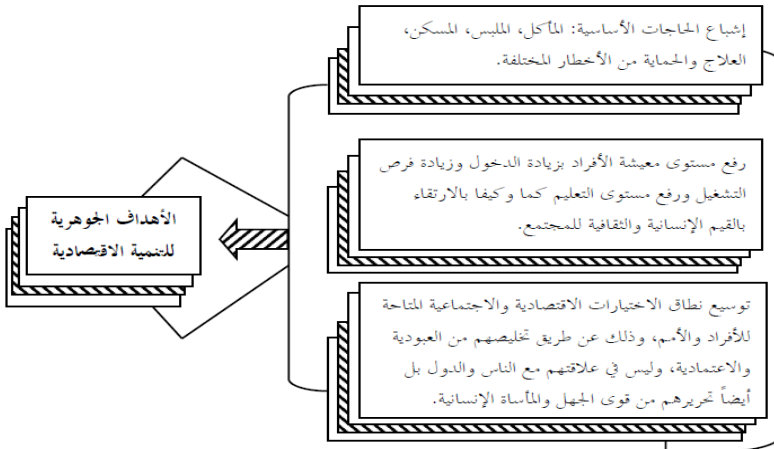 إشباع الحاجات الأساسية: المأكل، الملبس، المسكن،
العلاج والحماية من الأخطار المختلفة.
رفع مستوى معيشة الأفراد بزيادة الدخول وزيادة فرص
التشغيل ورفع مستوى التعليم كما وكيفا بالارتقاء
بالقيم الإنسانية والثقافية للمجتمع.
الأهداف الجوهرية
للتنمية الاقتصادية
توسيع نطاق الاختيارات الاقتصادية والاجتماعية المتاحة
للأفراد والأمم، وذلك عن طريق تخليصهم من العبودية
والاعتمادية، وليس في علاقتهم مع الناس والدول بل
أيضاً تحريرهم من قوى الجهل والمأساة الإنسانية.